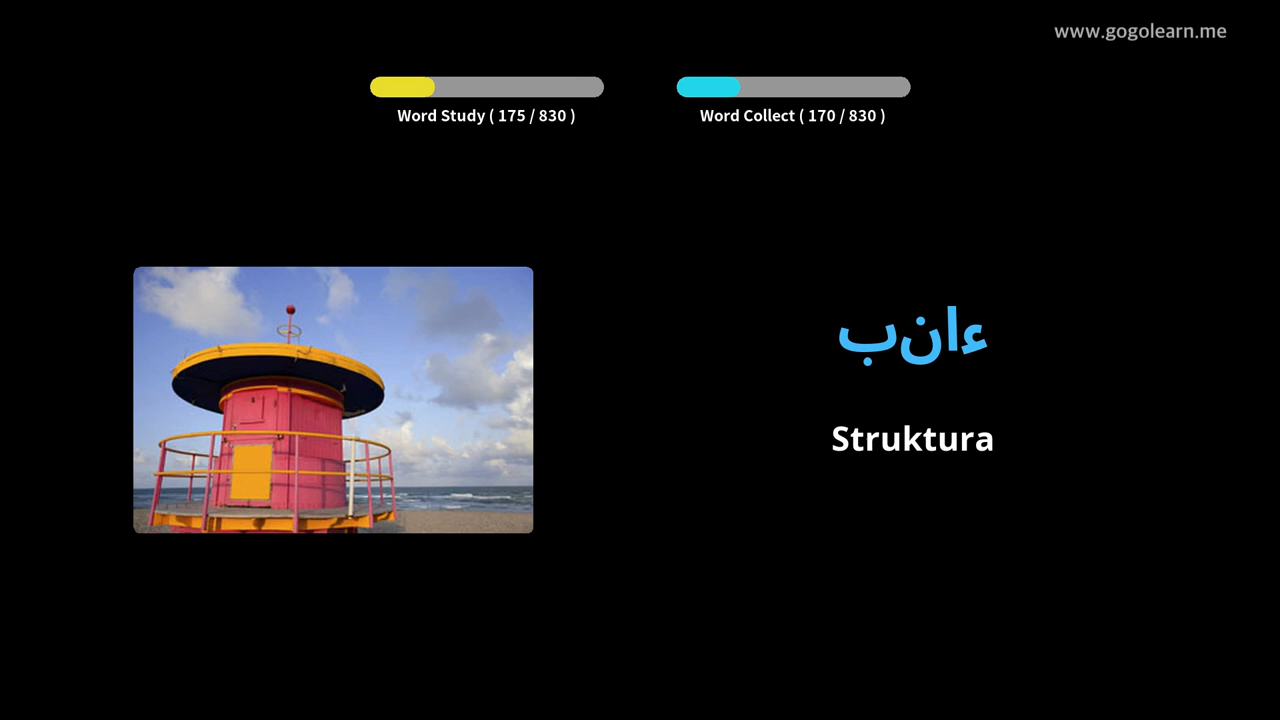 www.gogolearn.me
Word Study ( 175 / 830 )
Word Collect ( 170 / 830 )
بناء
Struktura